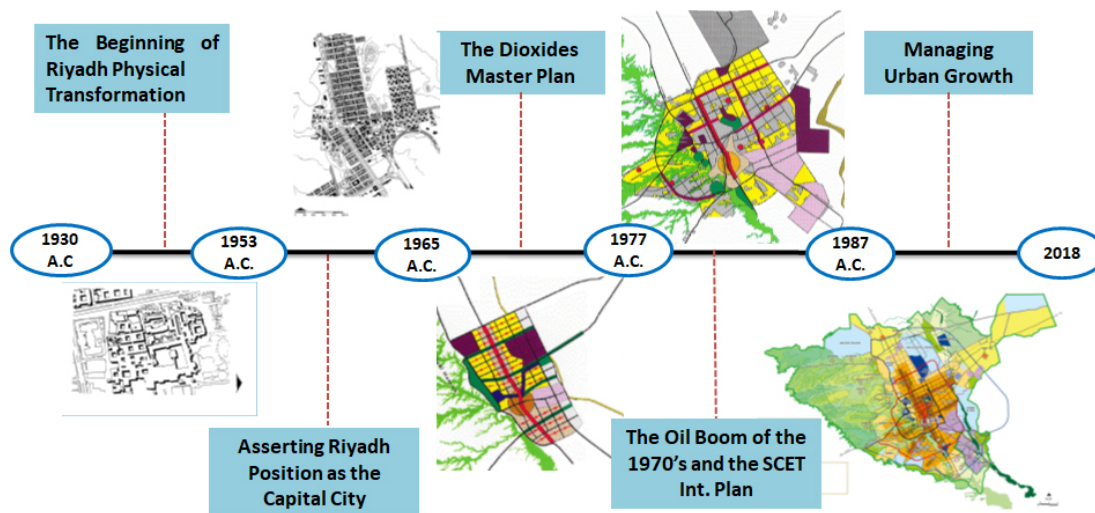 The Beginning of
Riyadh Physical
Transformation
The Dioxides
Master Plan
Managing
Urban Growth
1930
A.C
1953
A.C.
1965
A.C.
1977
A.C.
1987
A.C.
2018
Asserting Riyadh
Position as the
Capital City
The Oil Boom of the
1970's and the SCET
Int. Plan